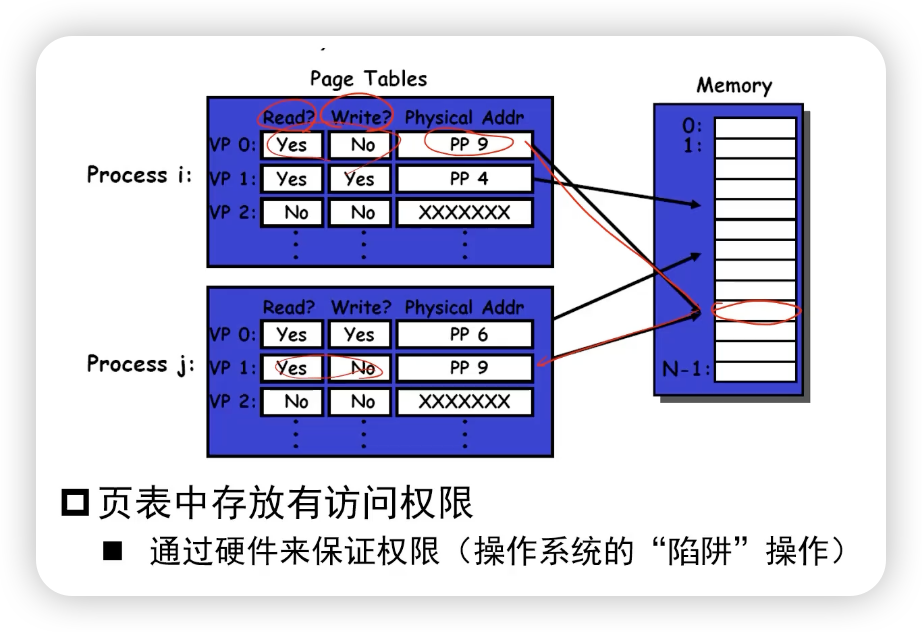 Page Tables
Memory
Read? Write? Physical Addr
0:
1:
Process i:
VP 0: Yes No PP 9
VP 1: Yes Yes PP 4
VP 2: No No XXXXXXX
Read? Write? Physical Addr
Process j:
VP 0: Yes Yes PP 6
VP 1: Yes No PP 9
VP 2: No No XXXXXXX
N-1:
页表中存放有访问权限
通过硬件来保证权限（操作系统的“陷阱”操作）